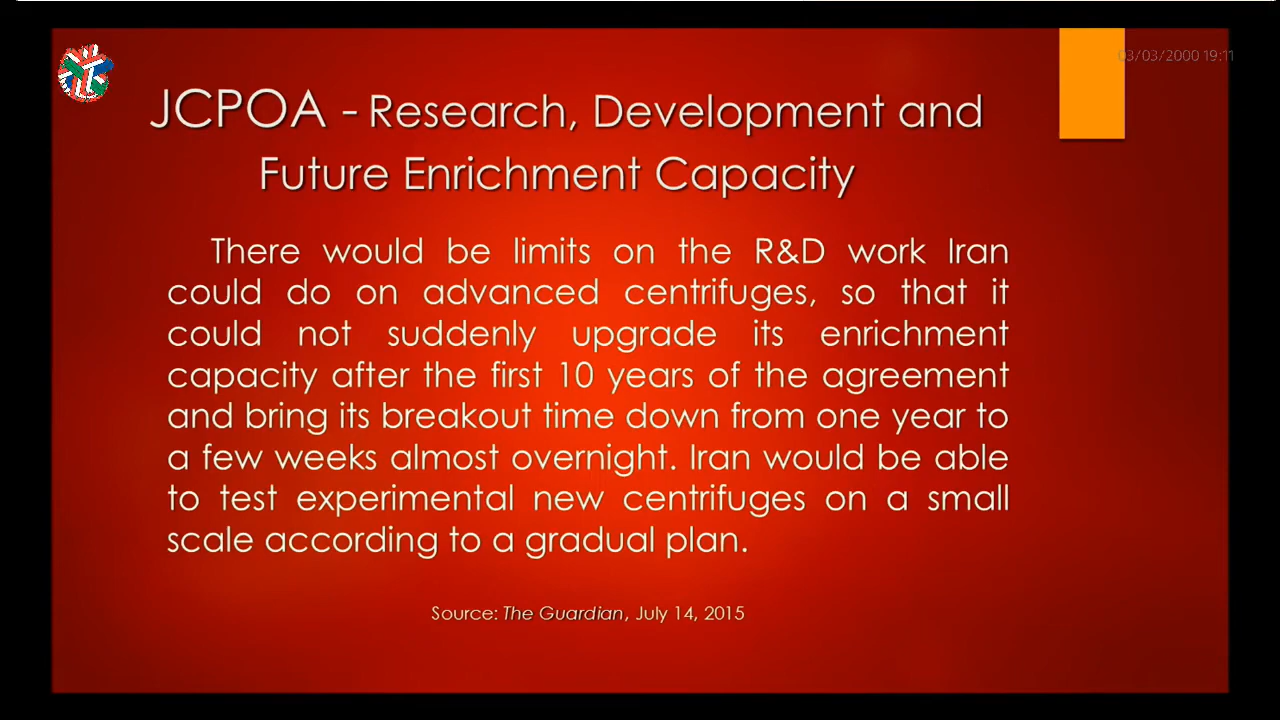 03/03/2000 19:11
JCPOA - Research, Development and
Future Enrichment Capacity
There would be limits on the R&D work Iran
could do on advanced centrifuges, so that it
could not suddenly upgrade its enrichment
capacity after the first 10 years of the agreement
and bring its breakout time down from one year to
a few weeks almost overnight. Iran would be able
to test experimental new centrifuges on a small
scale according to a gradual plan.
Source: The Guardian, July 14, 2015